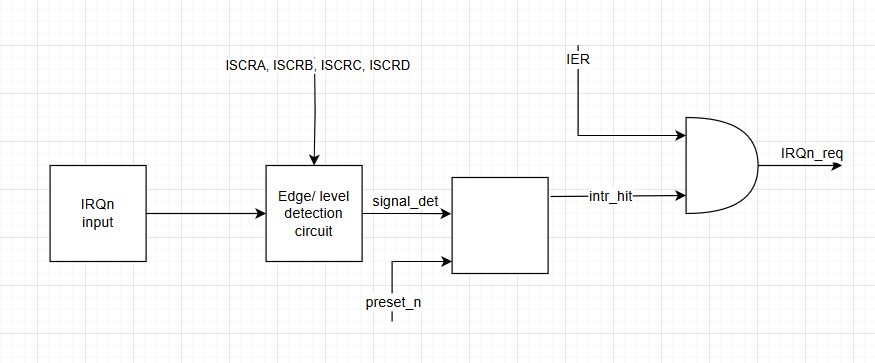 ISCRA, ISCRB, ISCRC, ISCRD
IER
IRQn_req
IRQn
input
Edge/ level
detection
circuit
signal_det
intr_hit
preset_n